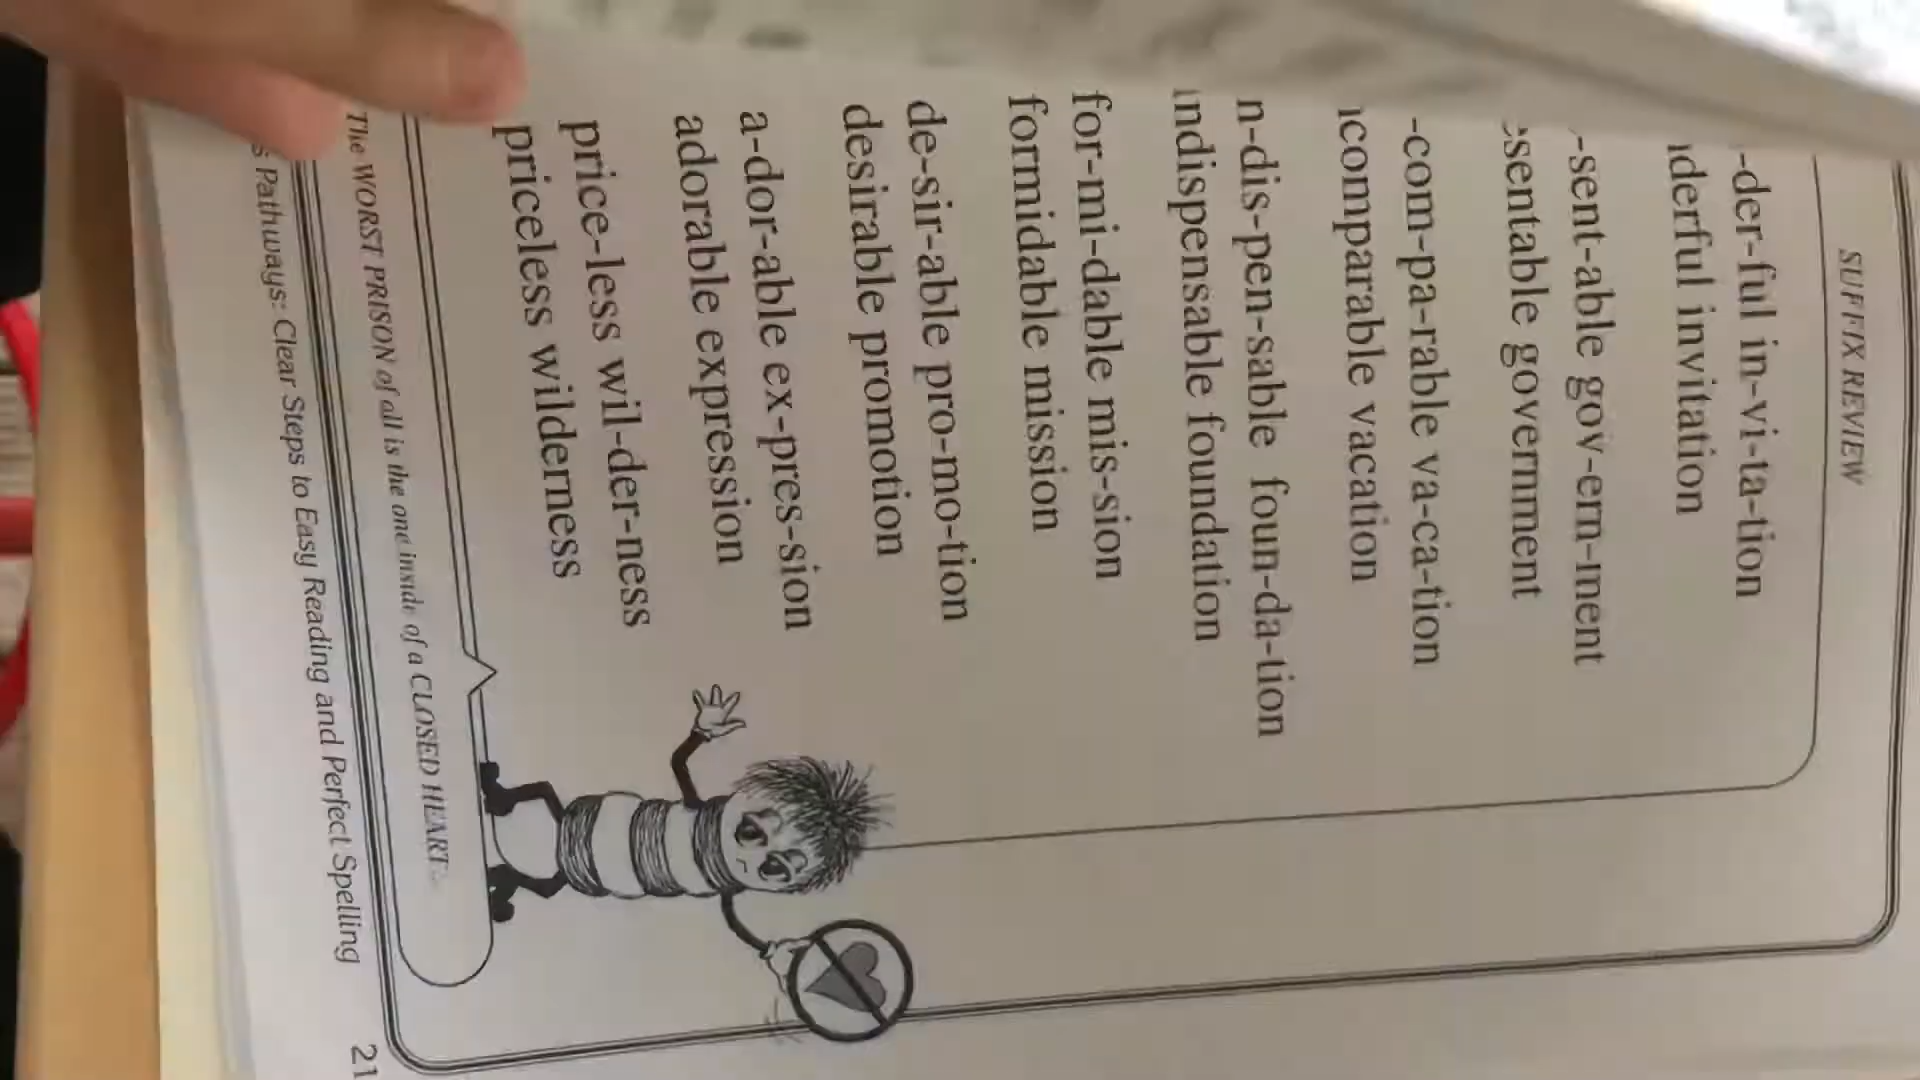 SUFFIX REVIEW
-der-ful in-vi-ta-tion
derful invitation
-sent-able gov-ern-ment
sentable government
-com-pa-rable va-ca-tion
comparable vacation
n-dis-pen-sable foun-da-tion
ndispensable foundation
for-mi-dable mis-sion
formidable mission
de-sir-able pro-mo-tion
desirable promotion
a-dor-able ex-pres-sion
adorable expression
price-less wil-der-ness
priceless wilderness
The WORST PRISON of all is the one inside of a CLOSED HEART.
s Pathways: Clear Steps to Easy Reading and Perfect Spelling 21